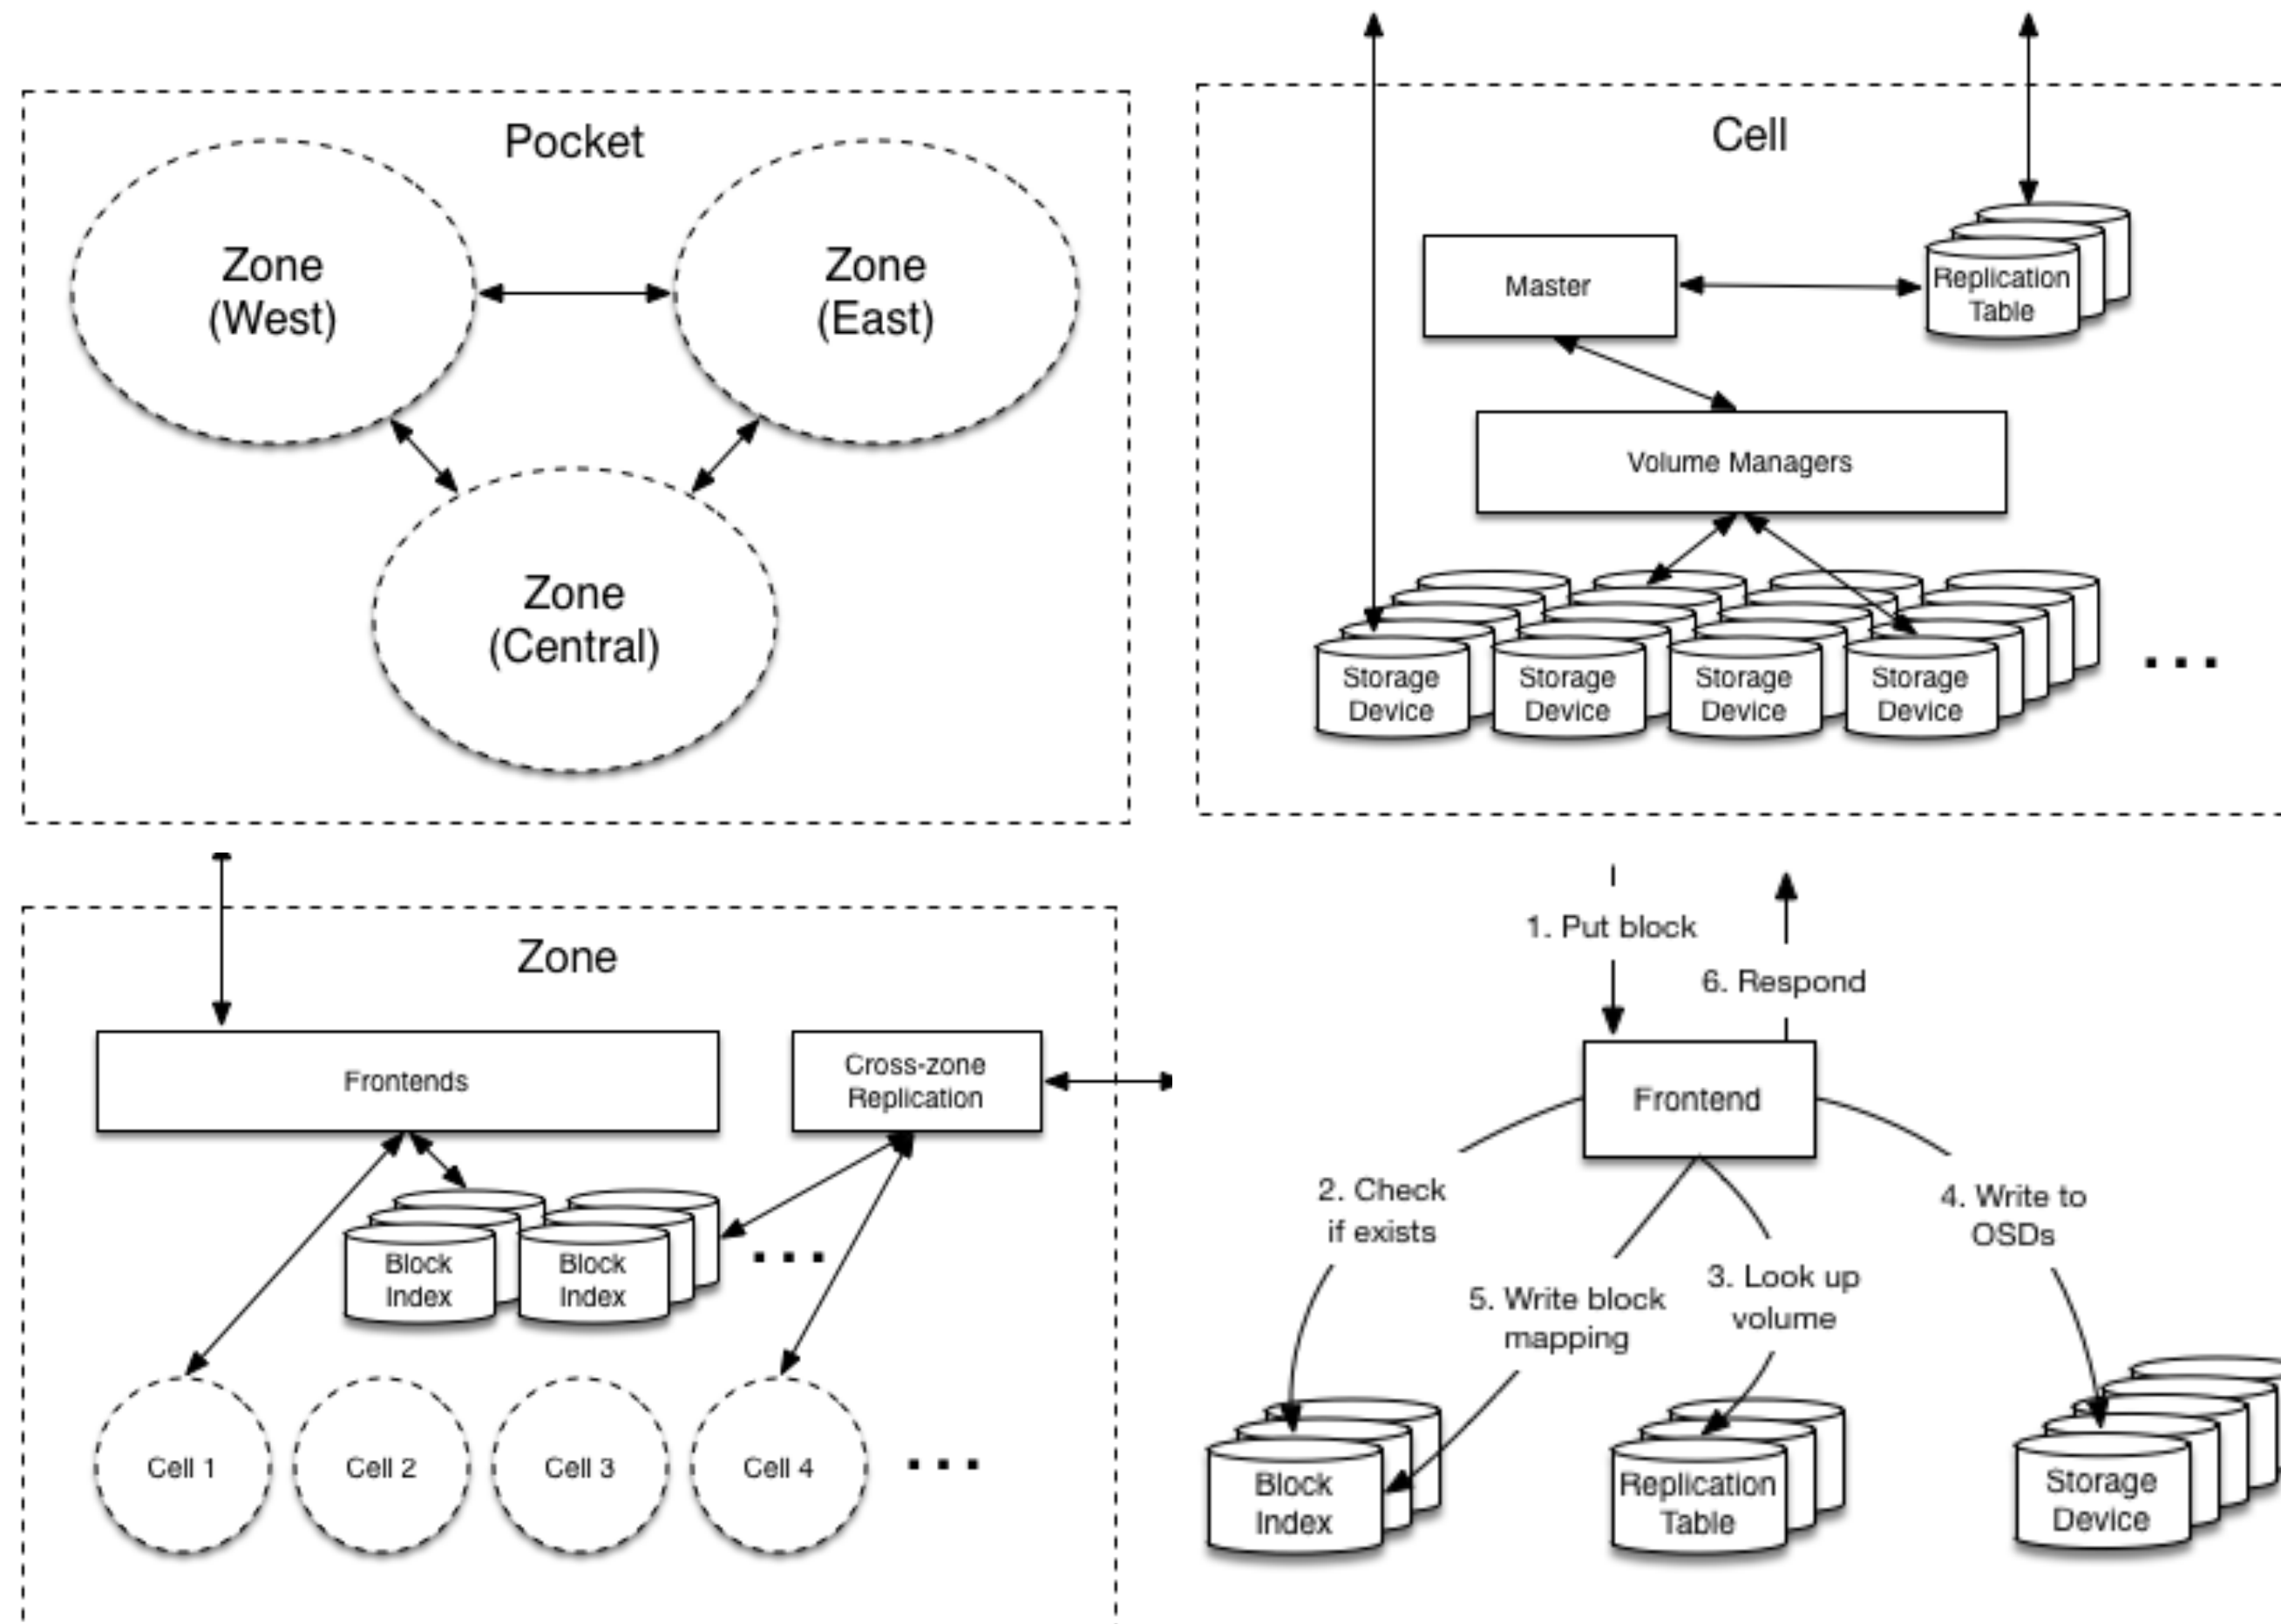 Pocket
Zone
(West)
Zone
(East)
Zone
(Central)
Cell
Master
Replication
Table
Volume Managers
Storage
Device
Storage
Device
Storage
Device
Storage
Device
...
Zone
Frontends
Cross-zone
Replication
Block
Index
Block
Index
...
Cell 1
Cell 2
Cell 3
Cell 4
...
1. Put block
6. Respond
Frontend
2. Check
if exists
4. Write to
OSDs
5. Write block
mapping
3. Look up
volume
Block
Index
Replication
Table
Storage
Device